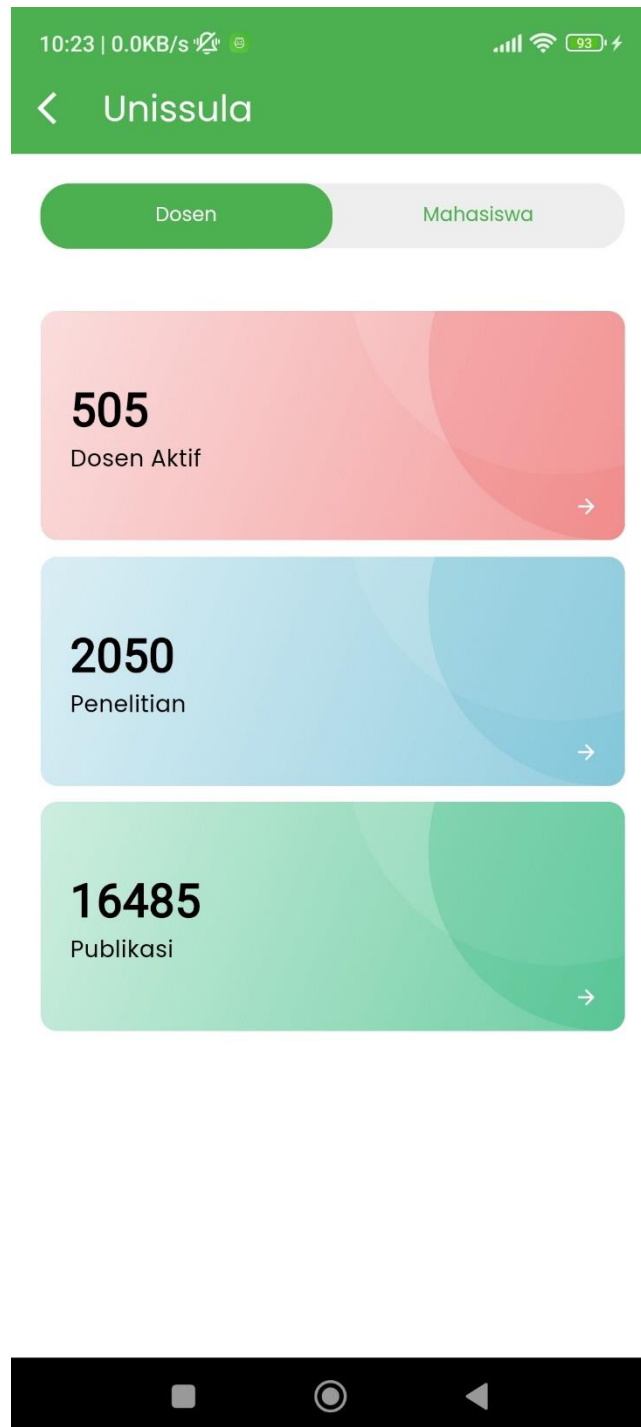 10:23 | 0.0KB/s
93
Unissula
Dosen
Mahasiswa
505
Dosen Aktif
2050
Penelitian
16485
Publikasi